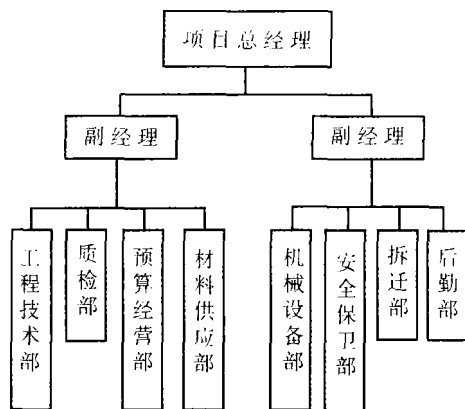 项目总经理
副经理
副经理
工程技术部
质检部
预算经营部
材料供应部
机械设备部
安全保卫部
拆迁部
后勤部